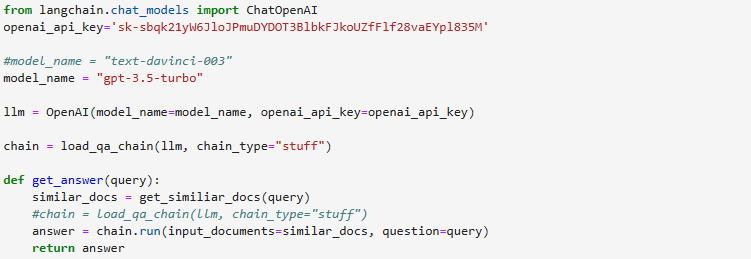 from langchain.chat_models import ChatOpenAI
openai_api_key='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'
#model_name = "text-davinci-003"
model_name = "gpt-3.5-turbo"
llm = OpenAI(model_name=model_name, openai_api_key=openai_api_key)
chain = load_qa_chain(llm, chain_type="stuff")
def get_answer(query):
    similar_docs = get_similiar_docs(query)
    #chain = load_qa_chain(llm, chain_type="stuff")
    answer = chain.run(input_documents=similar_docs, question=query)
    return answer